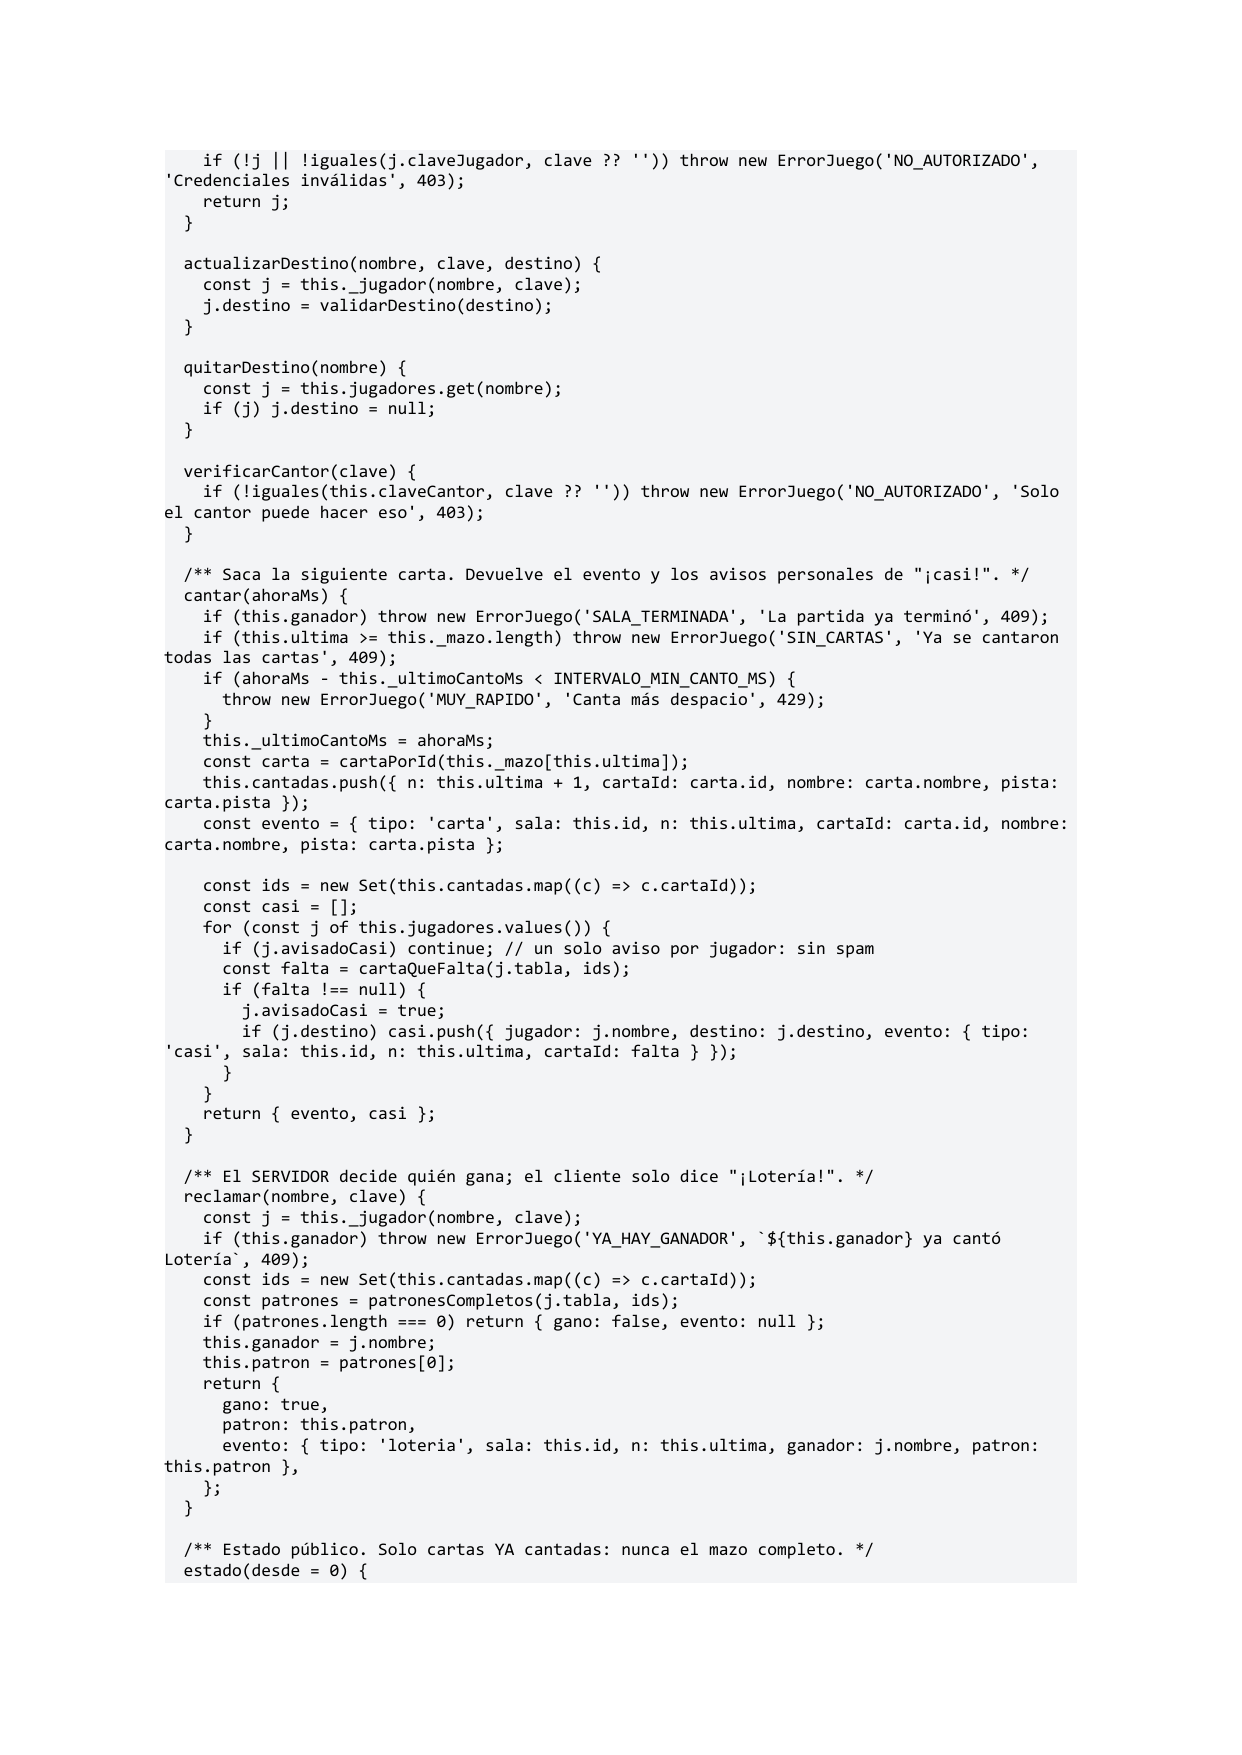 if (!j || !iguales(j.claveJugador, clave ?? '')) throw new ErrorJuego('NO_AUTORIZADO',
'Credenciales inválidas', 403);
    return j;
  }

  actualizarDestino(nombre, clave, destino) {
    const j = this._jugador(nombre, clave);
    j.destino = validarDestino(destino);
  }

  quitarDestino(nombre) {
    const j = this.jugadores.get(nombre);
    if (j) j.destino = null;
  }

  verificarCantor(clave) {
    if (!iguales(this.claveCantor, clave ?? '')) throw new ErrorJuego('NO_AUTORIZADO', 'Solo
el cantor puede hacer eso', 403);
  }

  /** Saca la siguiente carta. Devuelve el evento y los avisos personales de "¡casi!". */
  cantar(ahoraMs) {
    if (this.ganador) throw new ErrorJuego('SALA_TERMINADA', 'La partida ya terminó', 409);
    if (this.ultima >= this._mazo.length) throw new ErrorJuego('SIN_CARTAS', 'Ya se cantaron
todas las cartas', 409);
    if (ahoraMs - this._ultimoCantoMs < INTERVALO_MIN_CANTO_MS) {
      throw new ErrorJuego('MUY_RAPIDO', 'Canta más despacio', 429);
    }
    this._ultimoCantoMs = ahoraMs;
    const carta = cartaPorId(this._mazo[this.ultima]);
    this.cantadas.push({ n: this.ultima + 1, cartaId: carta.id, nombre: carta.nombre, pista:
carta.pista });
    const evento = { tipo: 'carta', sala: this.id, n: this.ultima, cartaId: carta.id, nombre:
carta.nombre, pista: carta.pista };

    const ids = new Set(this.cantadas.map((c) => c.cartaId));
    const casi = [];
    for (const j of this.jugadores.values()) {
      if (j.avisadoCasi) continue; // un solo aviso por jugador: sin spam
      const falta = cartaQueFalta(j.tabla, ids);
      if (falta !== null) {
        j.avisadoCasi = true;
        if (j.destino) casi.push({ jugador: j.nombre, destino: j.destino, evento: { tipo:
'casi', sala: this.id, n: this.ultima, cartaId: falta } });
      }
    }
    return { evento, casi };
  }

  /** El SERVIDOR decide quién gana; el cliente solo dice "¡Lotería!". */
  reclamar(nombre, clave) {
    const j = this._jugador(nombre, clave);
    if (this.ganador) throw new ErrorJuego('YA_HAY_GANADOR', `${this.ganador} ya cantó
Lotería`, 409);
    const ids = new Set(this.cantadas.map((c) => c.cartaId));
    const patrones = patronesCompletos(j.tabla, ids);
    if (patrones.length === 0) return { gano: false, evento: null };
    this.ganador = j.nombre;
    this.patron = patrones[0];
    return {
      gano: true,
      patron: this.patron,
      evento: { tipo: 'loteria', sala: this.id, n: this.ultima, ganador: j.nombre, patron:
this.patron },
    };
  }

  /** Estado público. Solo cartas YA cantadas: nunca el mazo completo. */
  estado(desde = 0) {